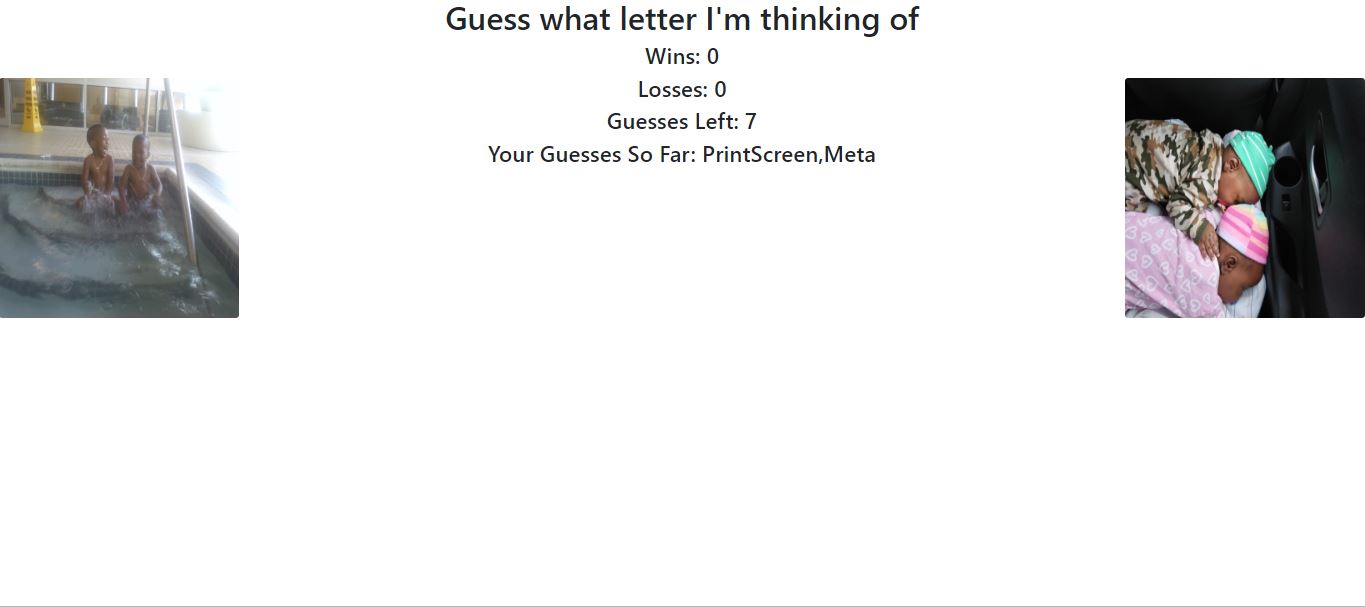 Guess what letter I'm thinking of
Wins: 0
Losses: 0
Guesses Left: 7
Your Guesses So Far: PrintScreen,Meta